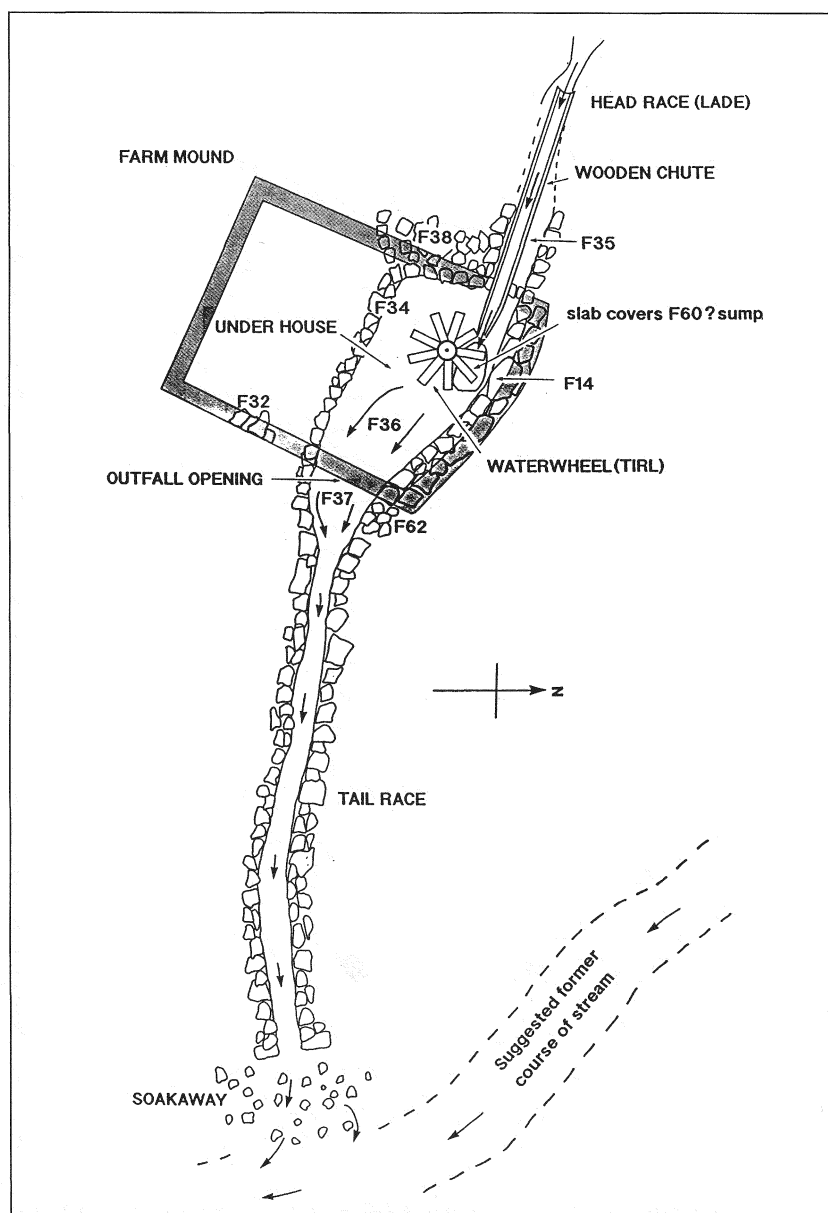 HEAD RACE (LADE)
FARM MOUND
WOODEN CHUTE
F38
F35
F34
slab covers F60? sump
UNDER HOUSE
F14
F32
F36
WATERWHEEL (TIRL)
OUTFALL OPENING
F37
F62
N
TAIL RACE
Suggested former
course of stream
SOAKAWAY